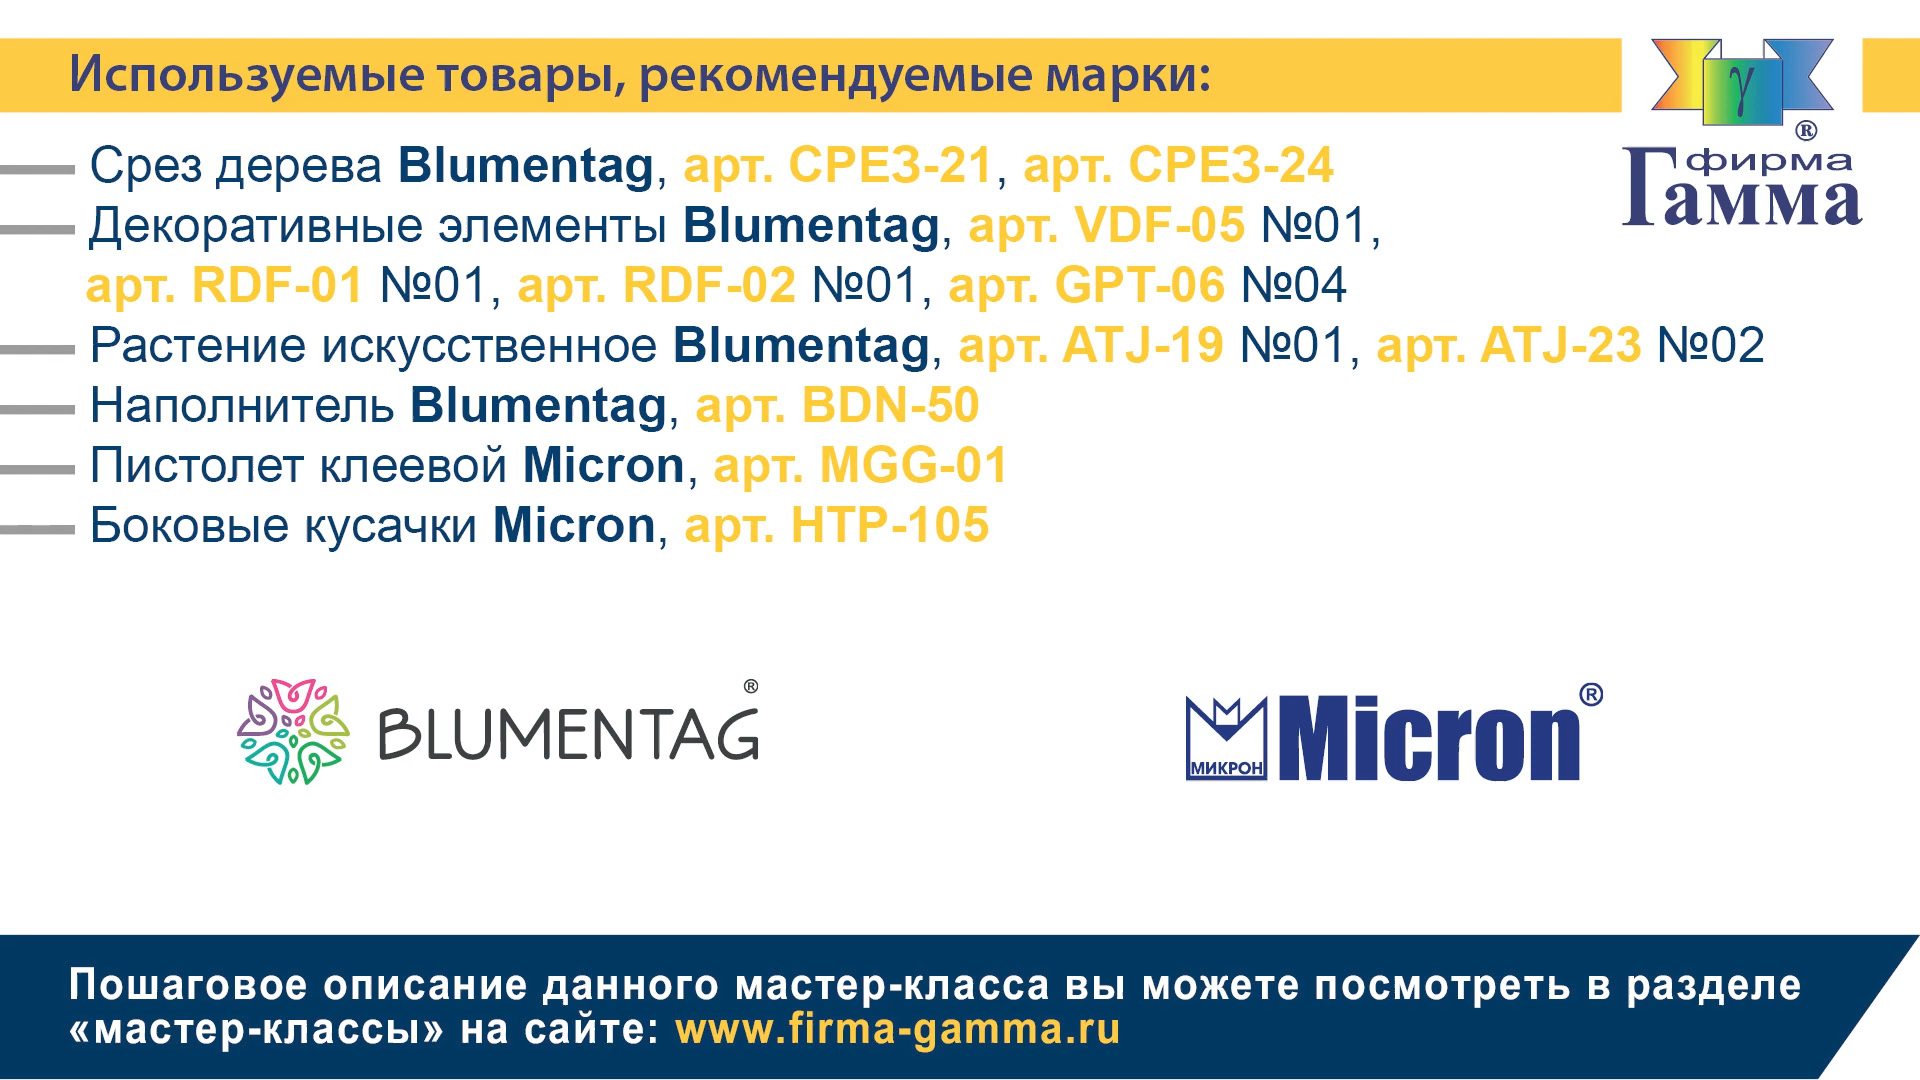 Используемые товары, рекомендуемые марки:
γ
®
фирма
Гамма
Срез дерева Blumentag, арт. СРЕЗ-21, арт. СРЕЗ-24
Декоративные элементы Blumentag, арт. VDF-05 №01,
арт. RDF-01 №01, арт. RDF-02 №01, арт. GPT-06 №04
Растение искусственное Blumentag, арт. ATJ-19 №01, арт. ATJ-23 №02
Наполнитель Blumentag, арт. BDN-50
Пистолет клеевой Micron, арт. MGG-01
Боковые кусачки Micron, арт. HTP-105
BLUMENTAG®
МИКРОН Micron®
Пошаговое описание данного мастер-класса вы можете посмотреть в разделе
«мастер-классы» на сайте: www.firma-gamma.ru